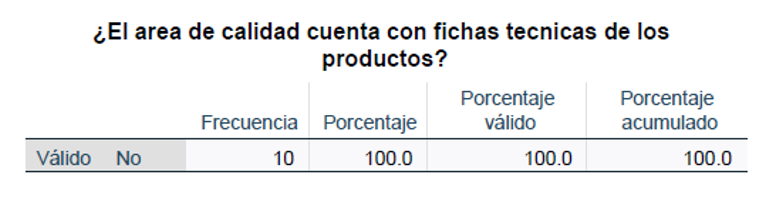 ¿El area de calidad cuenta con fichas tecnicas de los
productos?
Frecuencia Porcentaje Porcentaje válido Porcentaje acumulado
Válido No 10 100.0 100.0 100.0